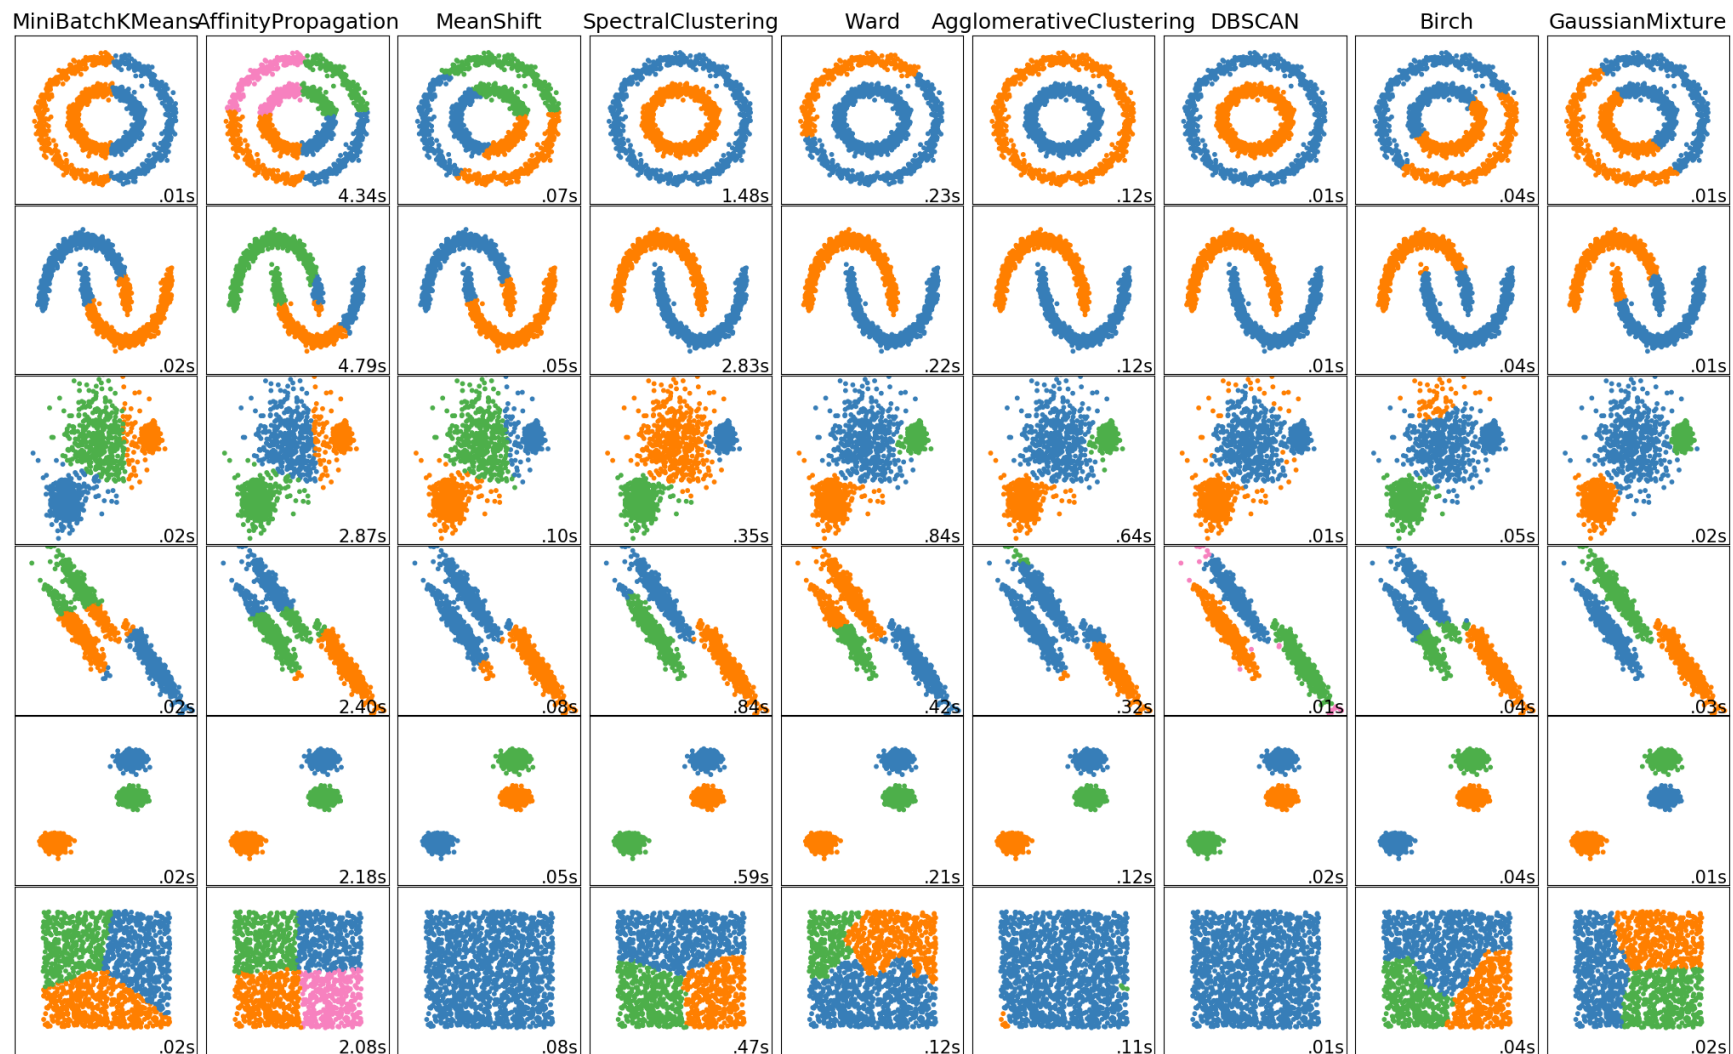 MiniBatchKMeans AffinityPropagation MeanShift SpectralClustering Ward AgglomerativeClustering DBSCAN Birch GaussianMixture
.01s 4.34s .07s 1.48s .23s .12s .01s .04s .01s
.02s 4.79s .05s 2.83s .22s .12s .01s .04s .01s
.02s 2.87s .10s .35s .84s .64s .01s .05s .02s
.02s 2.40s .08s .84s .42s .32s .01s .04s .03s
.02s 2.18s .05s .59s .21s .12s .02s .04s .01s
.02s 2.08s .08s .47s .12s .11s .01s .04s .02s